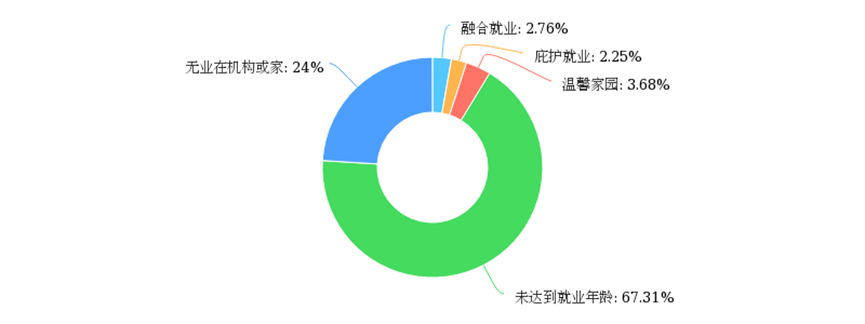 融合就业: 2.76%
庇护就业: 2.25%
无业在机构或家: 24%
温馨家园: 3.68%
未达到就业年龄: 67.31%